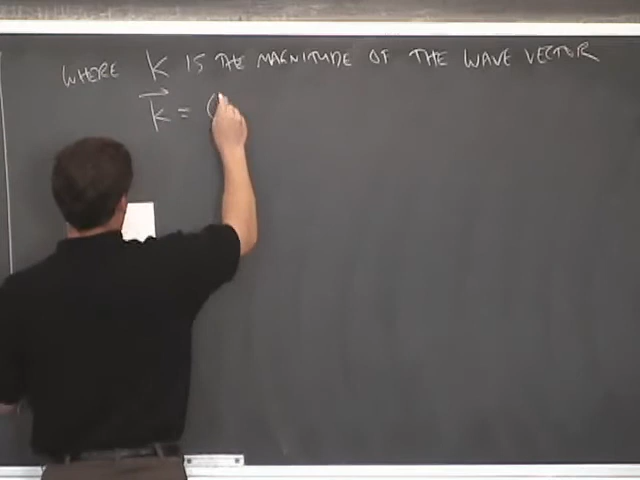 WHERE K IS THE MAGNITUDE OF THE WAVE VECTOR
k⃗ = (